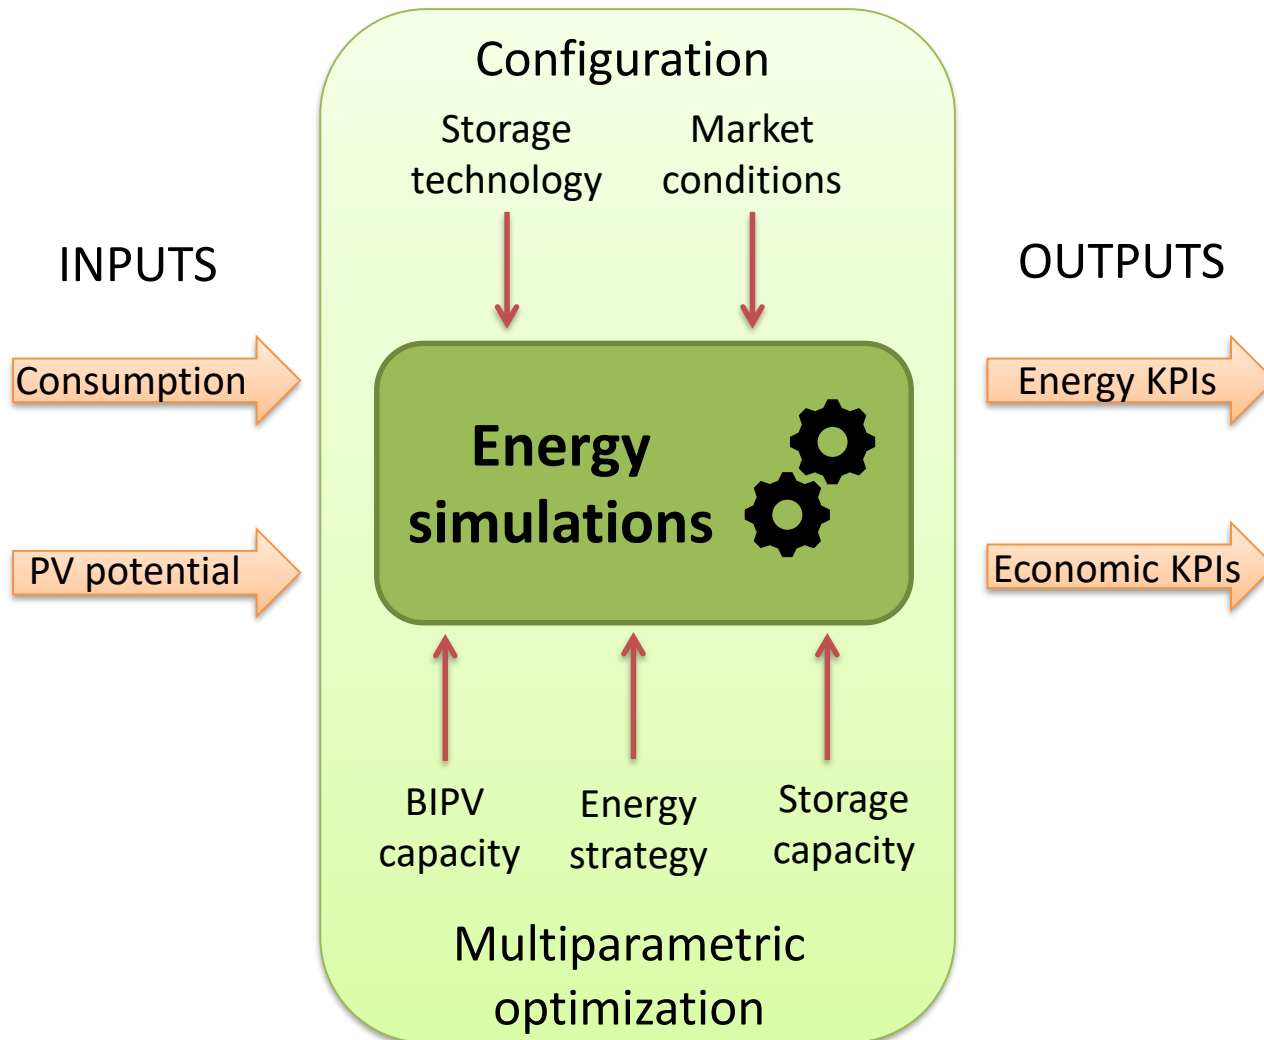 Configuration
Storage
technology
Market
conditions
INPUTS
OUTPUTS
Consumption
PV potential
Energy
simulations
Energy KPIs
Economic KPIs
BIPV
capacity
Energy
strategy
Storage
capacity
Multiparametric
optimization